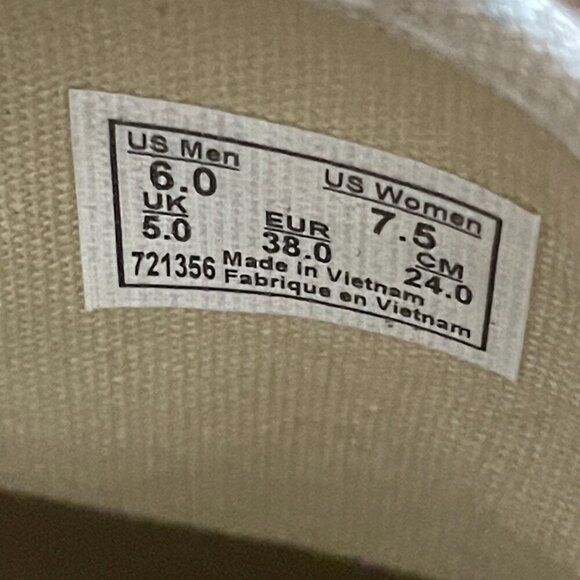 US Men US Women
6.0 7.5
UK EUR CM
5.0 38.0 24.0
721356 Made in Vietnam
Fabrique en Vietnam